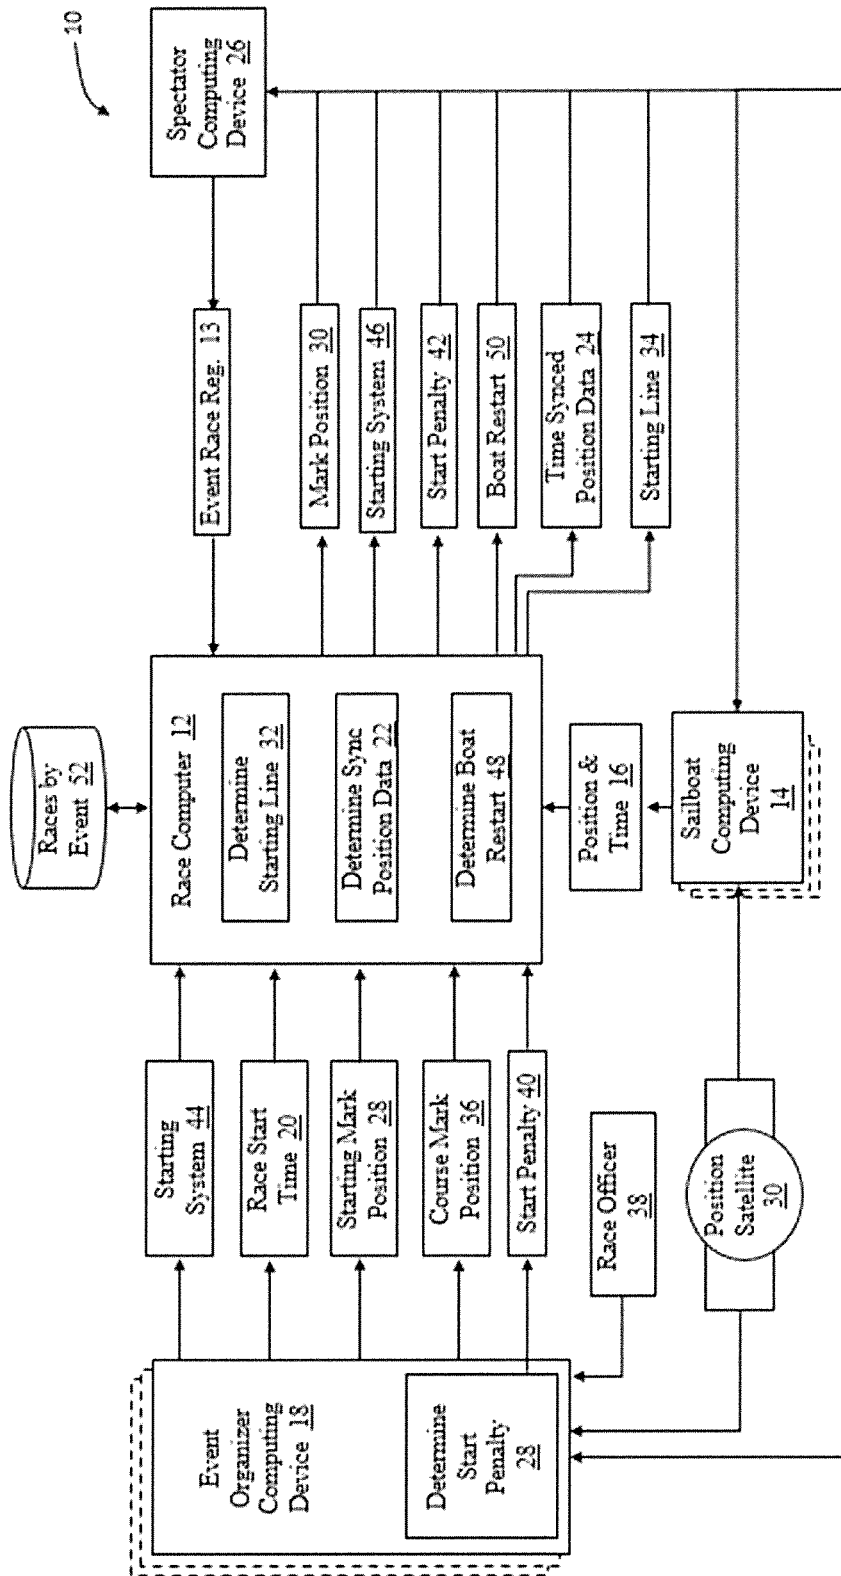 10
Event
Organizer
Computing
Device 18
Determine
Start
Penalty
28
Starting
System 44
Race Start
Time 20
Starting Mark
Position 28
Course Mark
Position 36
Start Penalty 40
Race Officer
38
Position
Satellite
30
Races by
Event 52
Race Computer 12
Determine
Starting Line 32
Determine Sync
Position Data 22
Determine Boat
Restart 48
Position &
Time 16
Sailboat
Computing
Device
14
Event Race Reg. 13
Mark Position 30
Starting System 46
Start Penalty 42
Boat Restart 50
Time Synced
Position Data 24
Starting Line 34
Spectator
Computing
Device 26